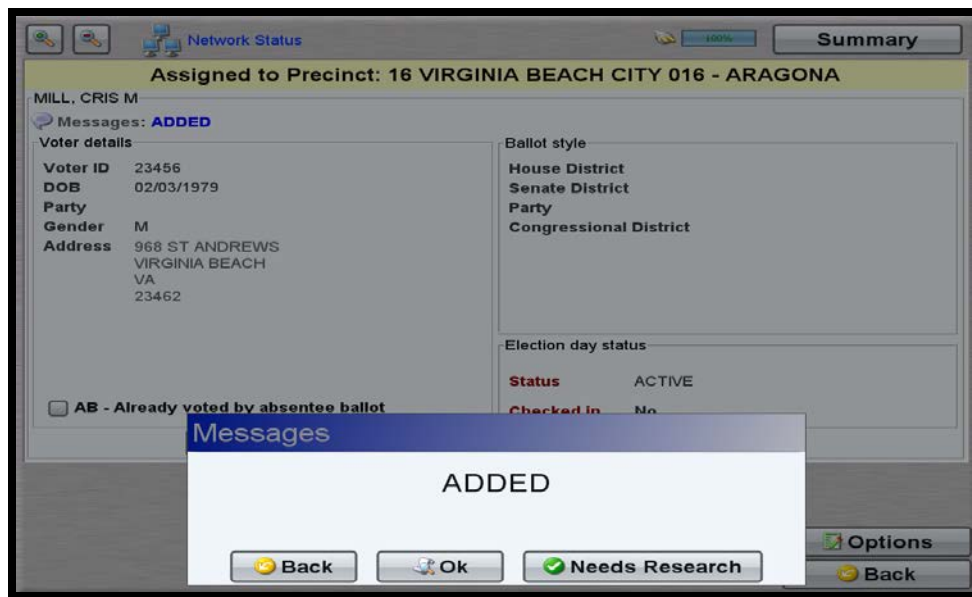 Network Status
100%
Summary
Assigned to Precinct: 16 VIRGINIA BEACH CITY 016 - ARAGONA
MILL, CRIS M
Messages: ADDED
Voter details
Voter ID 23456
DOB 02/03/1979
Party
Gender M
Address 968 ST ANDREWS
VIRGINIA BEACH
VA
23462
AB - Already voted by absentee ballot
Ballot style
House District
Senate District
Party
Congressional District
Election day status
Status ACTIVE
Checked in No
Messages
ADDED
Back
Ok
Needs Research
Options
Back